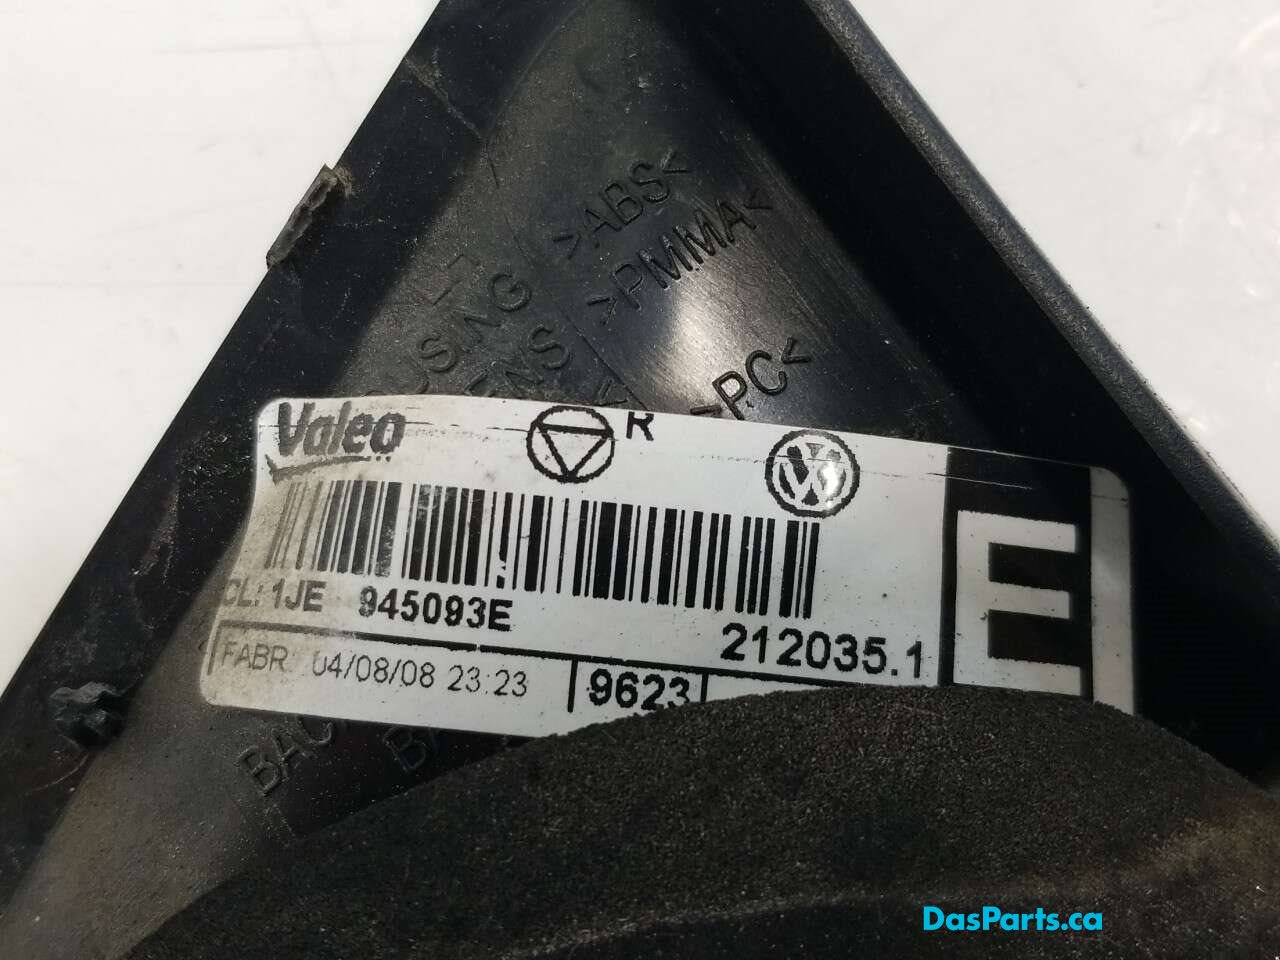 >ABS<
>PMMA<
>PC<
Valeo
R
CL: 1JE 945093E
212035.1
E
FABR 04/08/08 23:23
9623
DasParts.ca